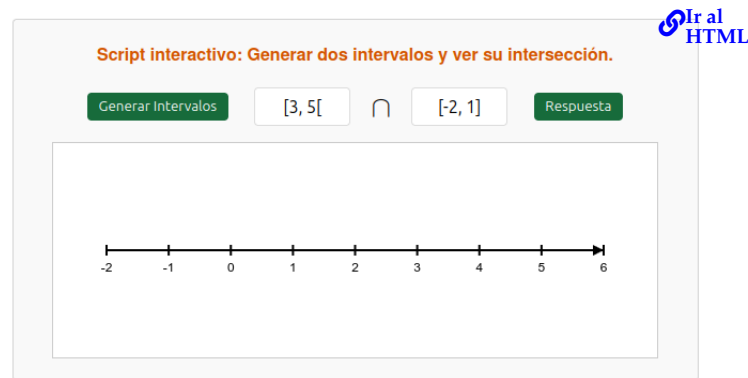 Ir al
HTML
Script interactivo: Generar dos intervalos y ver su intersección.
Generar Intervalos [3, 5[ ∩ [-2, 1] Respuesta
-2 -1 0 1 2 3 4 5 6